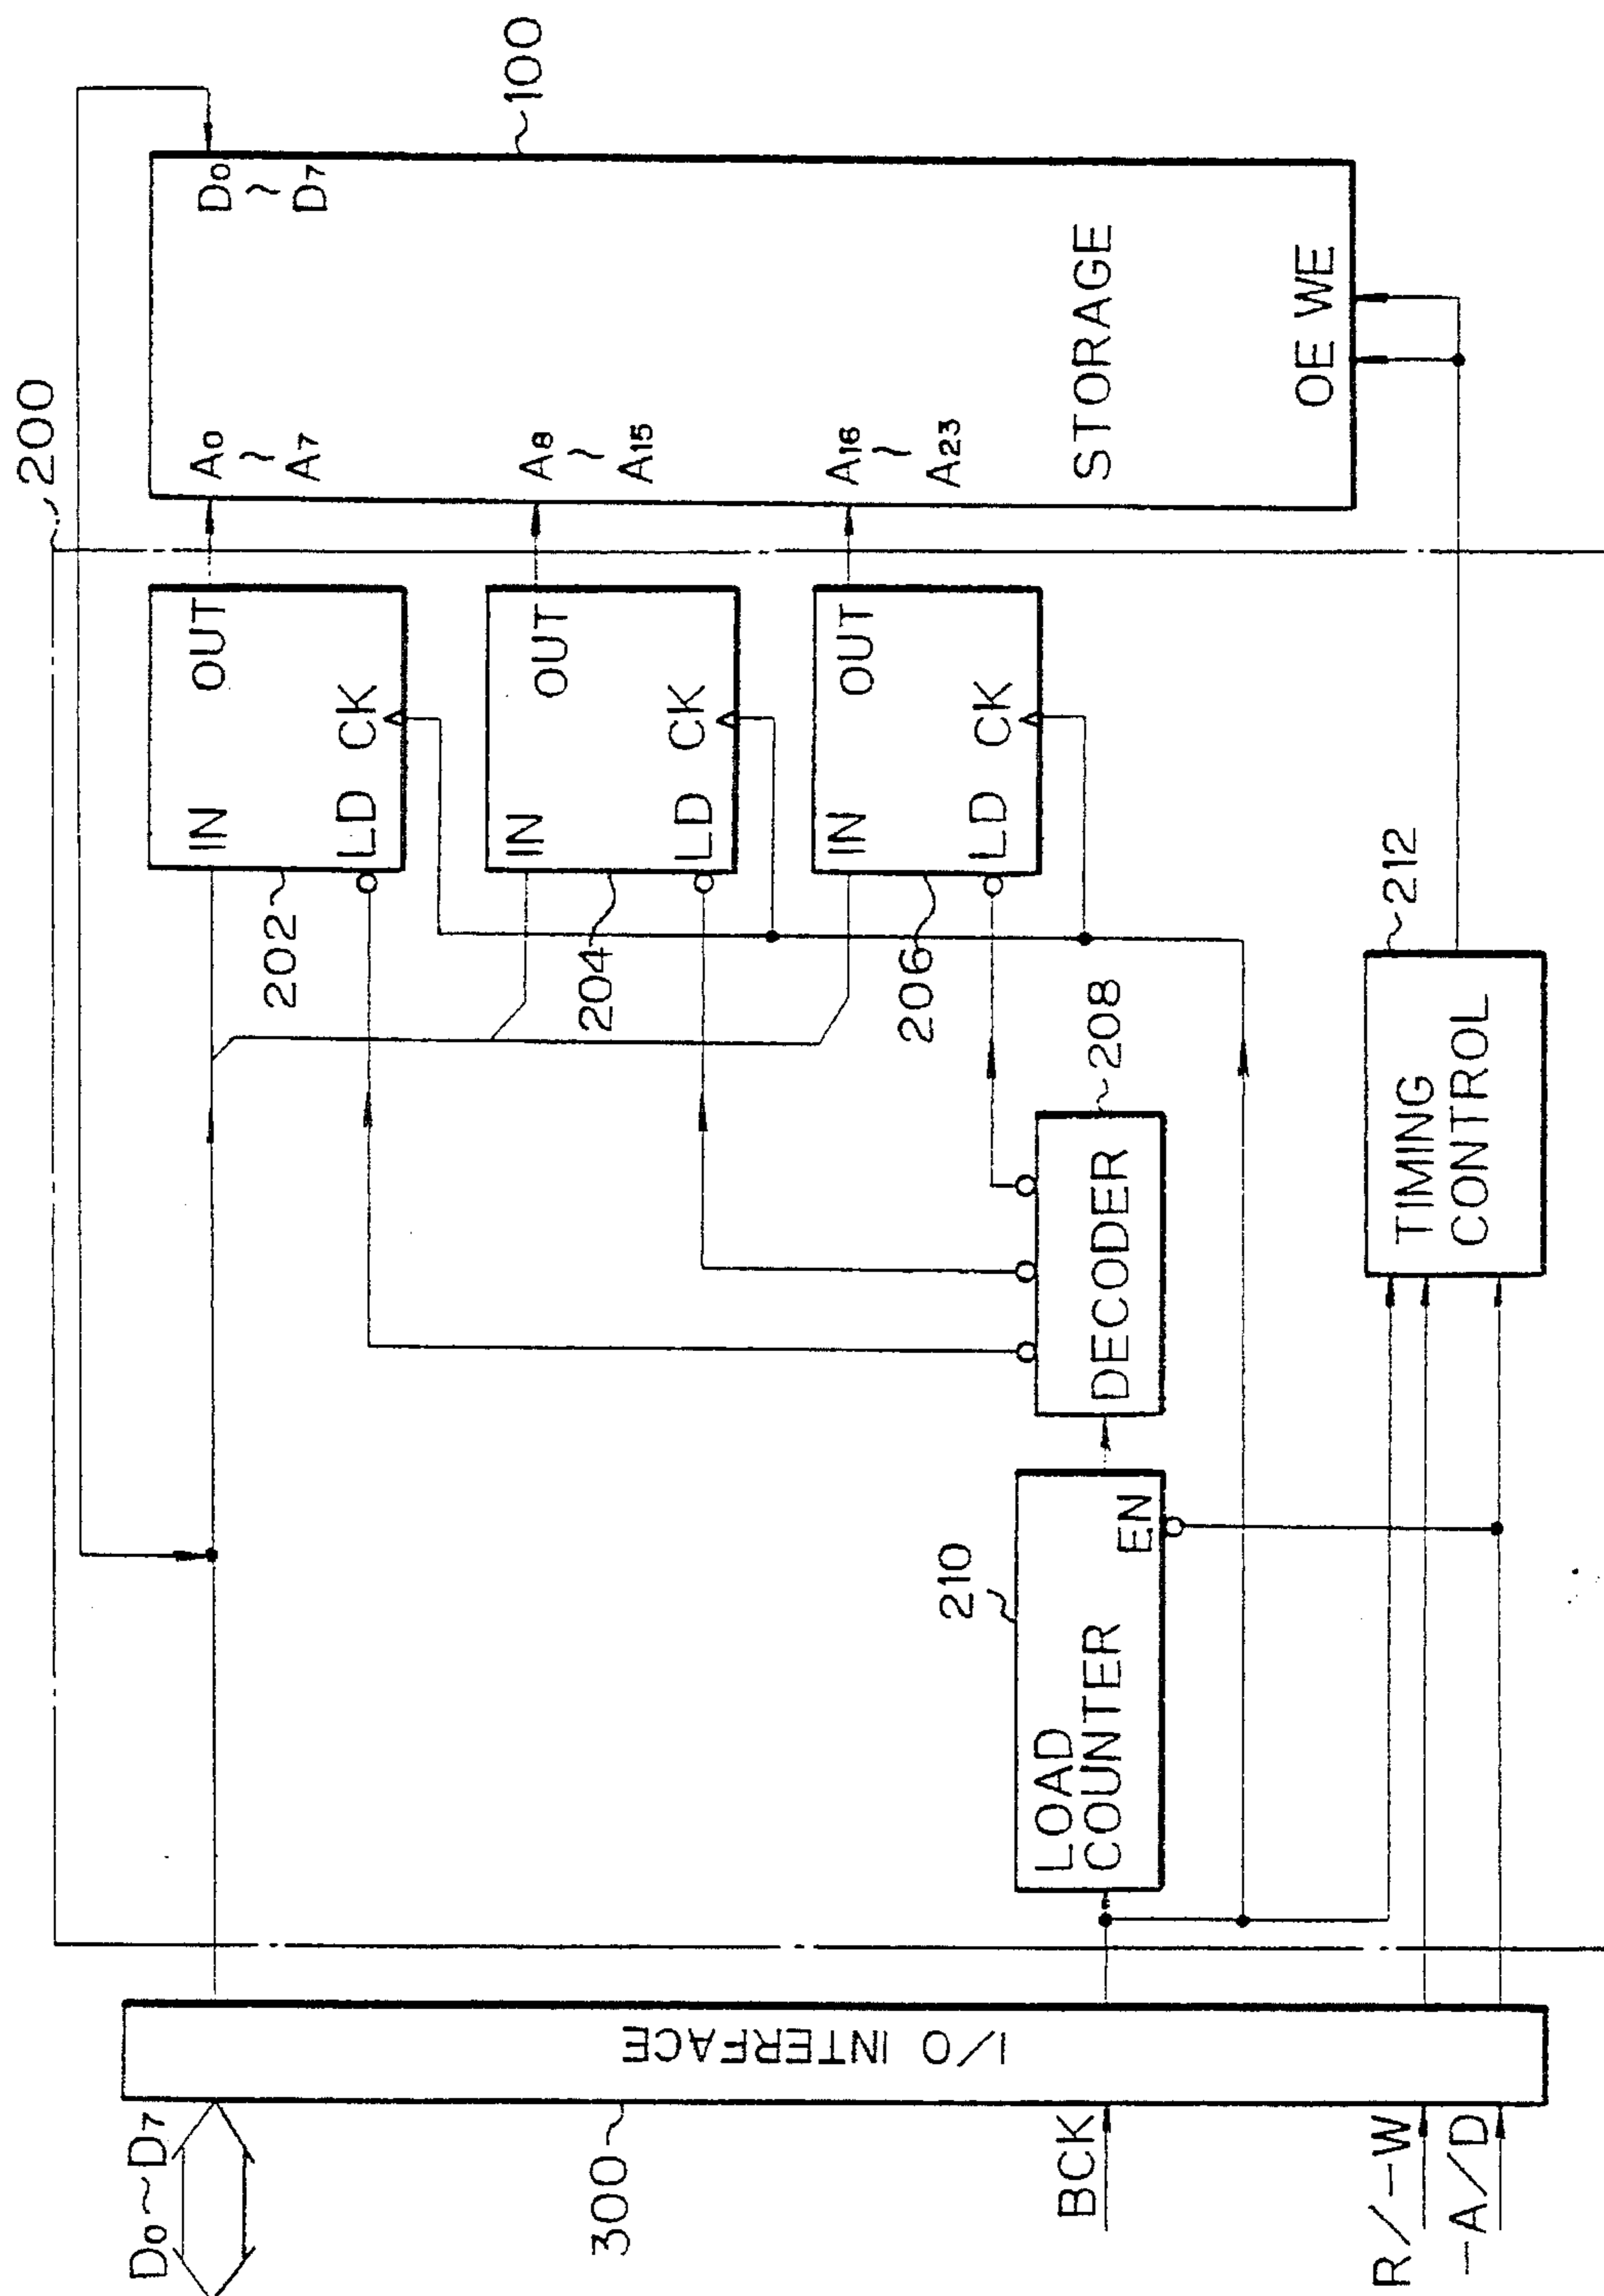 200
D0~D7
300
I/O INTERFACE
BCK
R/-W
-A/D
IN
OUT
LD CK
202
IN
OUT
LD CK
204
IN
OUT
LD CK
206
LOAD
COUNTER
EN
210
DECODER
208
TIMING
CONTROL
212
A0
~
A7
D0
~
D7
A8
~
A15
A16
~
A23
STORAGE
OE WE
100